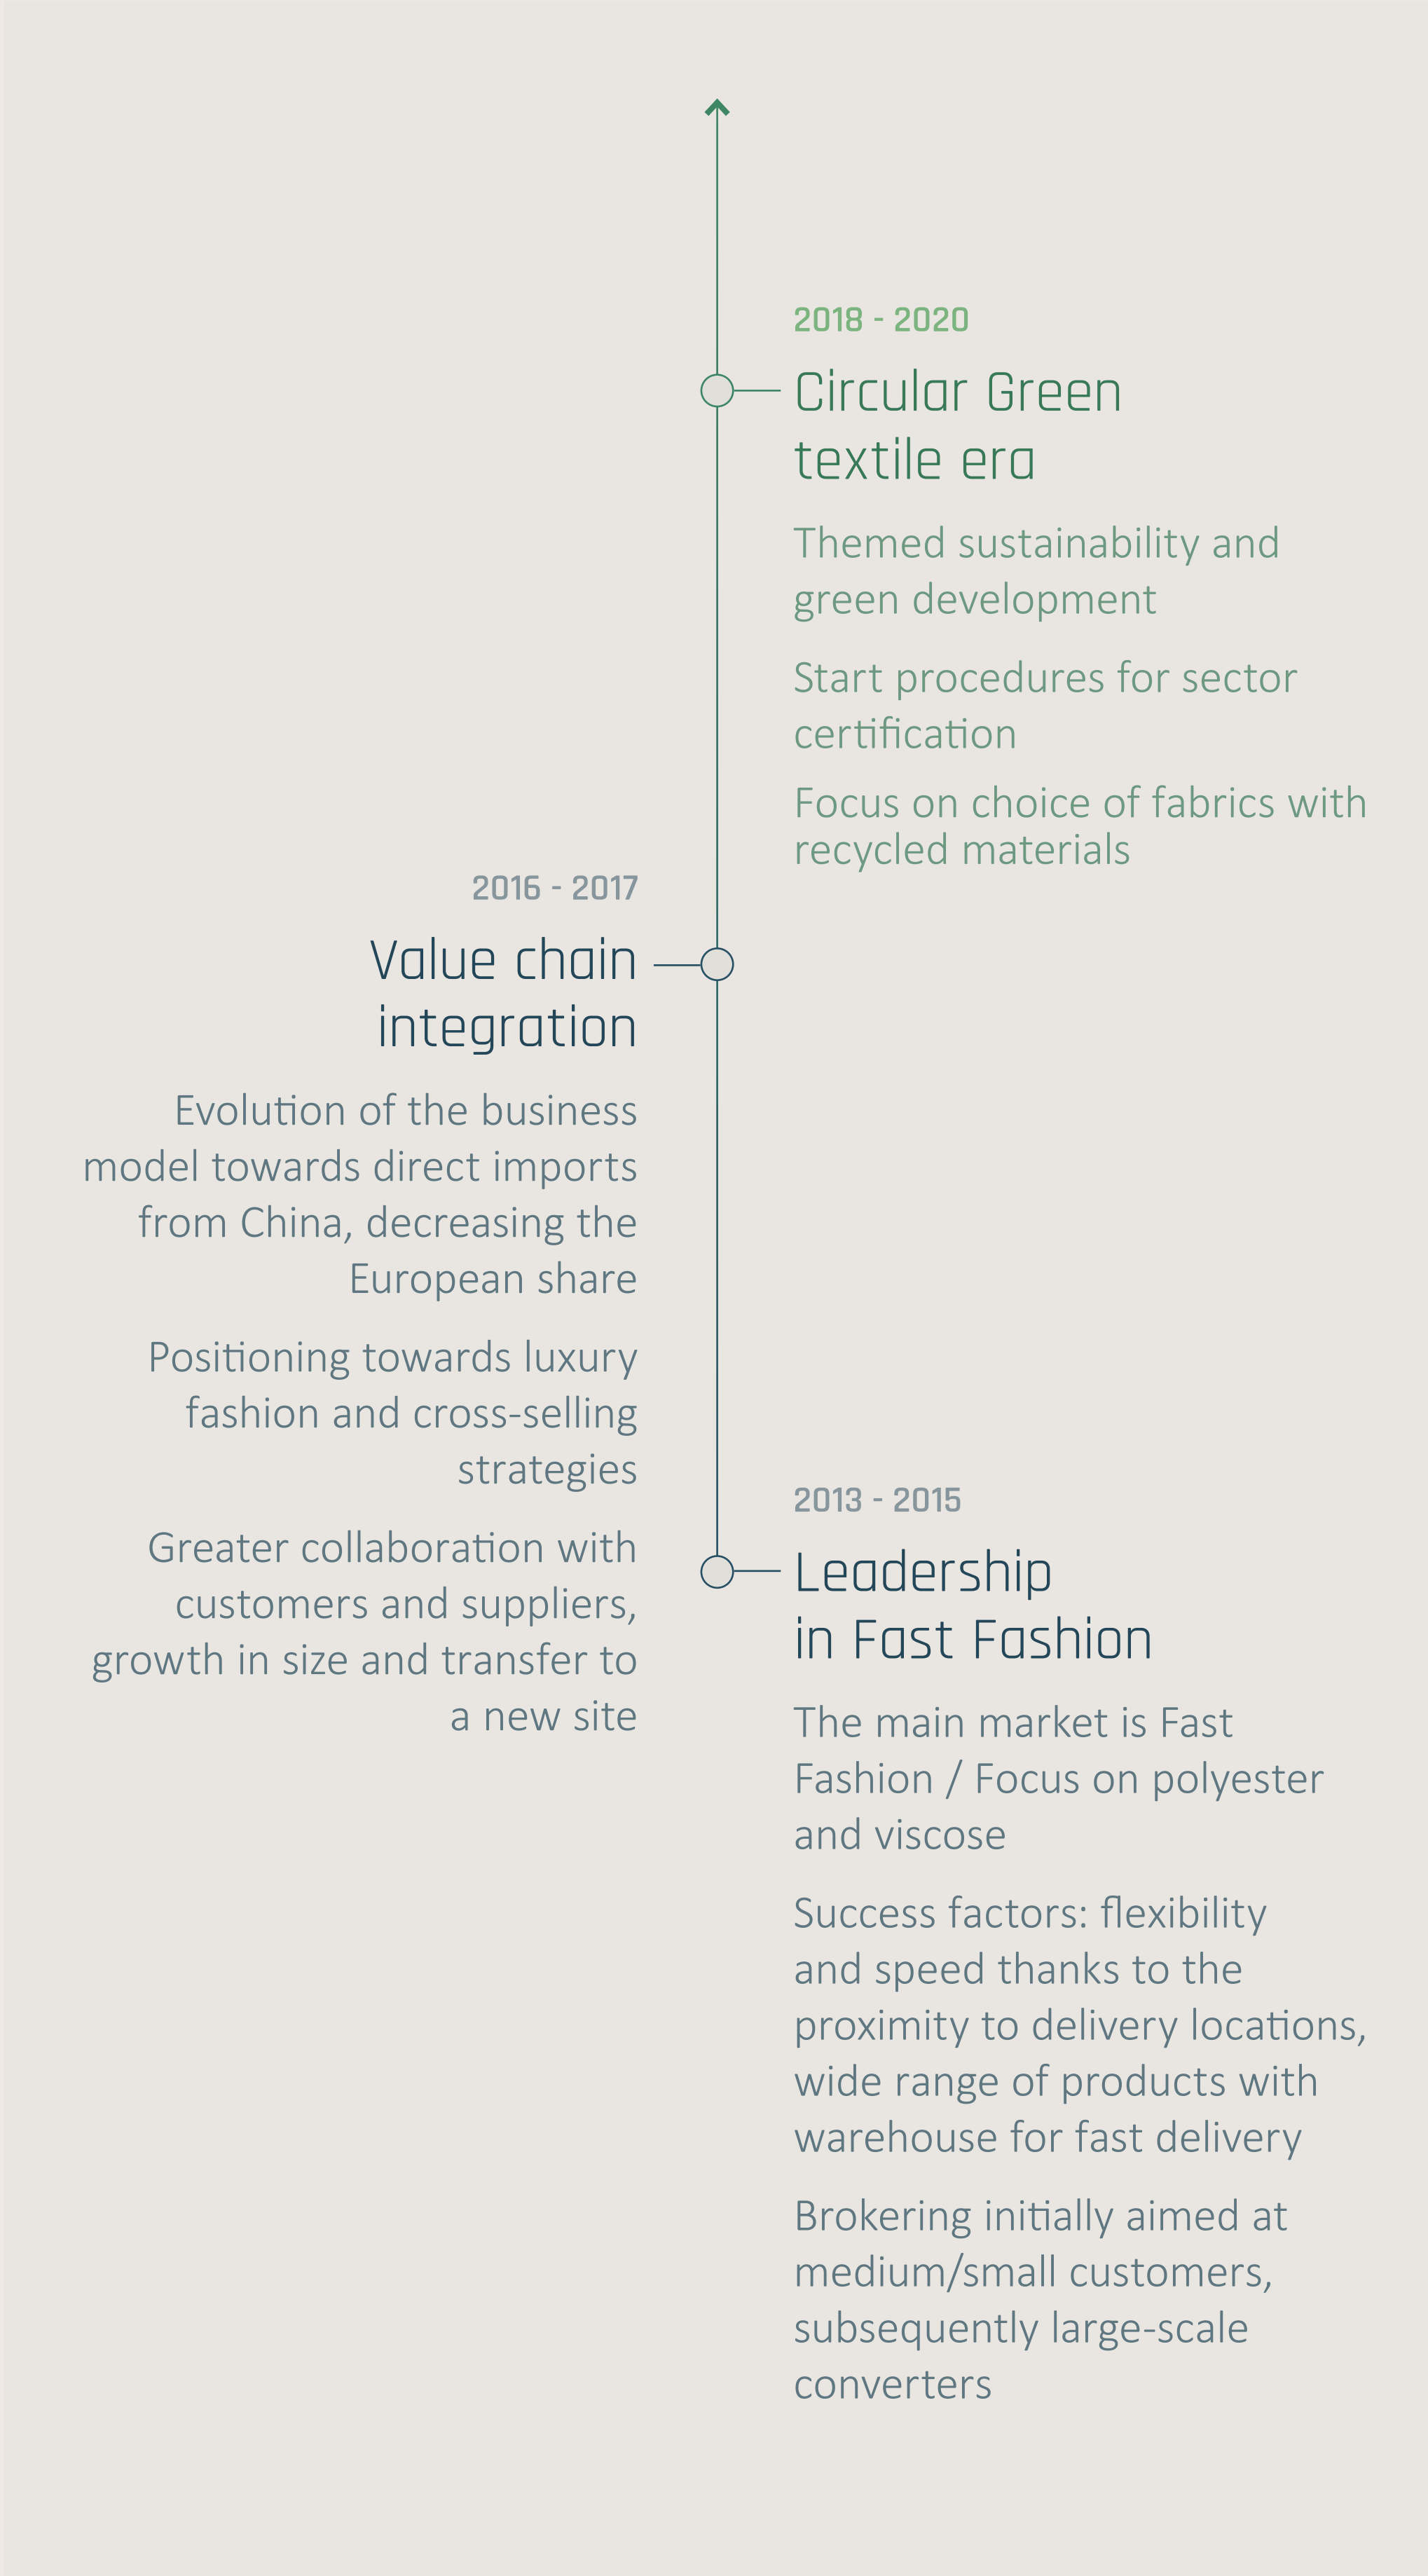 2018 - 2020
Circular Green
textile era
Themed sustainability and
green development
Start procedures for sector
certification
Focus on choice of fabrics with
recycled materials
2016 - 2017
Value chain
integration
Evolution of the business
model towards direct imports
from China, decreasing the
European share
Positioning towards luxury
fashion and cross-selling
strategies
Greater collaboration with
customers and suppliers,
growth in size and transfer to
a new site
2013 - 2015
Leadership
in Fast Fashion
The main market is Fast
Fashion / Focus on polyester
and viscose
Success factors: flexibility
and speed thanks to the
proximity to delivery locations,
wide range of products with
warehouse for fast delivery
Brokering initially aimed at
medium/small customers,
subsequently large-scale
converters